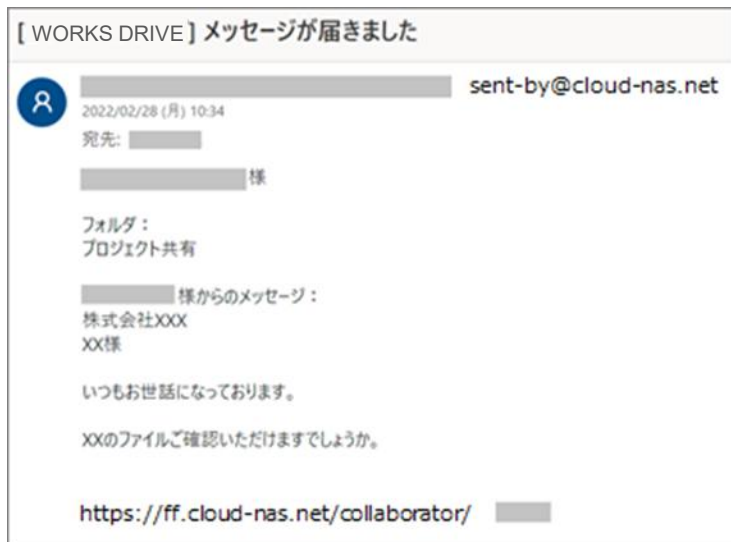 [ WORKS DRIVE ] メッセージが届きました
sent-by@cloud-nas.net
2022/02/28 (月) 10:34
宛先:
様
フォルダ：
プロジェクト共有
様からのメッセージ：
株式会社XXX
XX様
いつもお世話になっております。
XXのファイルご確認いただけますでしょうか。
https://ff.cloud-nas.net/collaborator/